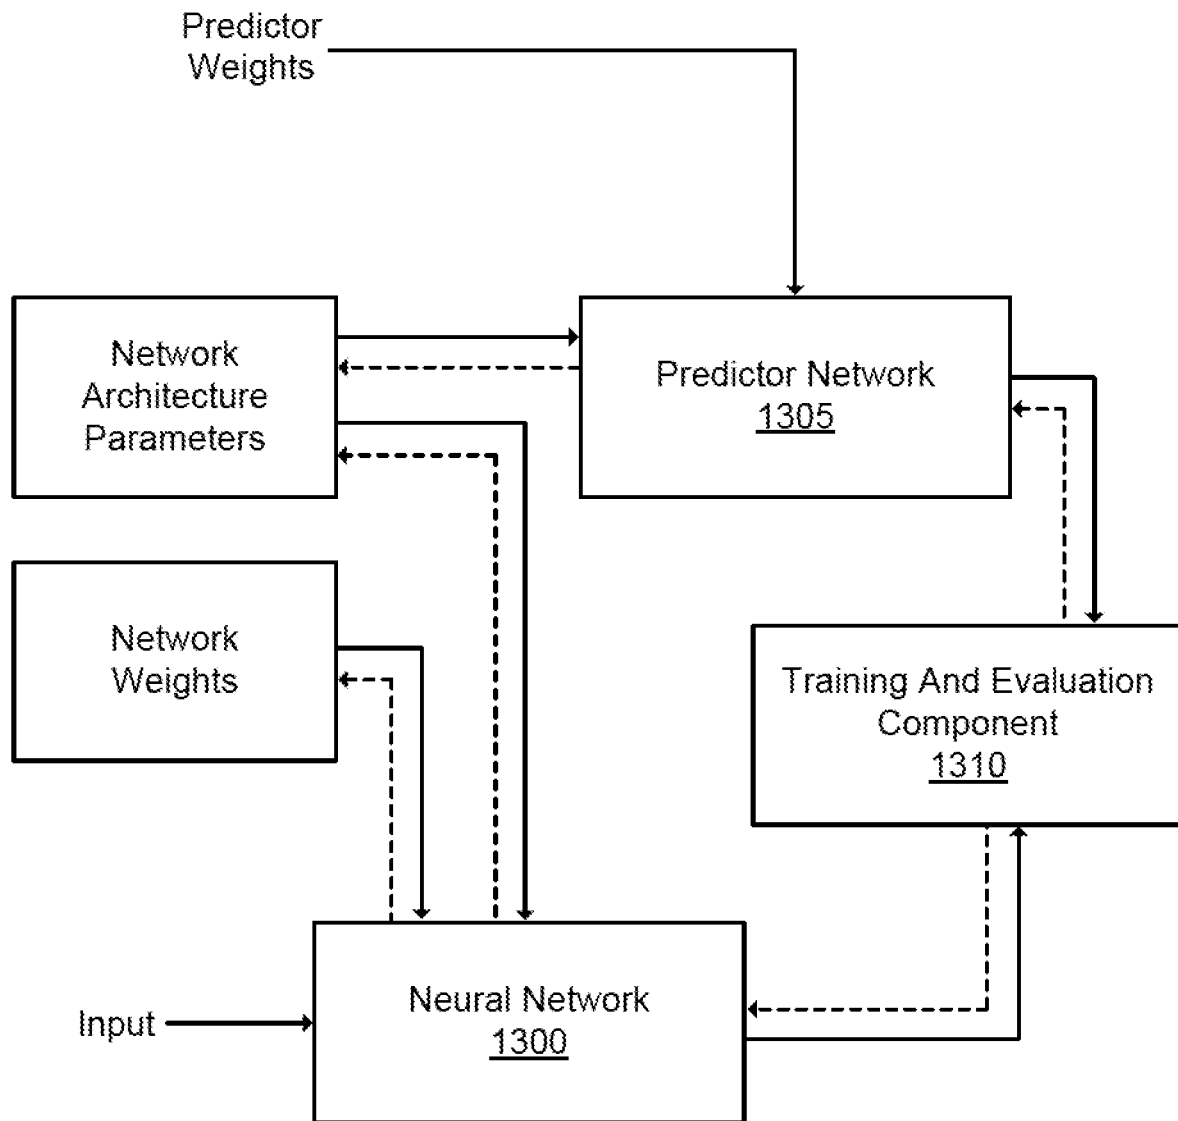 Predictor
Weights
Network
Architecture
Parameters
Predictor Network
1305
Network
Weights
Training And Evaluation
Component
1310
Neural Network
1300
Input